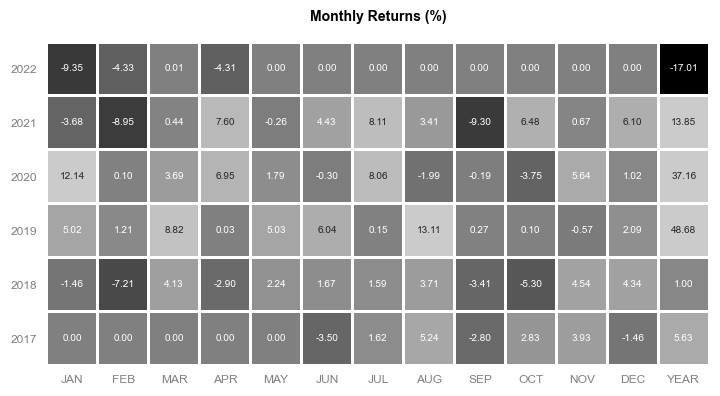 Monthly Returns (%)
2022 -9.35 -4.33 0.01 -4.31 0.00 0.00 0.00 0.00 0.00 0.00 0.00 0.00 -17.01
2021 -3.68 -8.95 0.44 7.60 -0.26 4.43 8.11 3.41 -9.30 6.48 0.67 6.10 13.85
2020 12.14 0.10 3.69 6.95 1.79 -0.30 8.06 -1.99 -0.19 -3.75 5.64 1.02 37.16
2019 5.02 1.21 8.82 0.03 5.03 6.04 0.15 13.11 0.27 0.10 -0.57 2.09 48.68
2018 -1.46 -7.21 4.13 -2.90 2.24 1.67 1.59 3.71 -3.41 -5.30 4.54 4.34 1.00
2017 0.00 0.00 0.00 0.00 0.00 -3.50 1.62 5.24 -2.80 2.83 3.93 -1.46 5.63
JAN FEB MAR APR MAY JUN JUL AUG SEP OCT NOV DEC YEAR